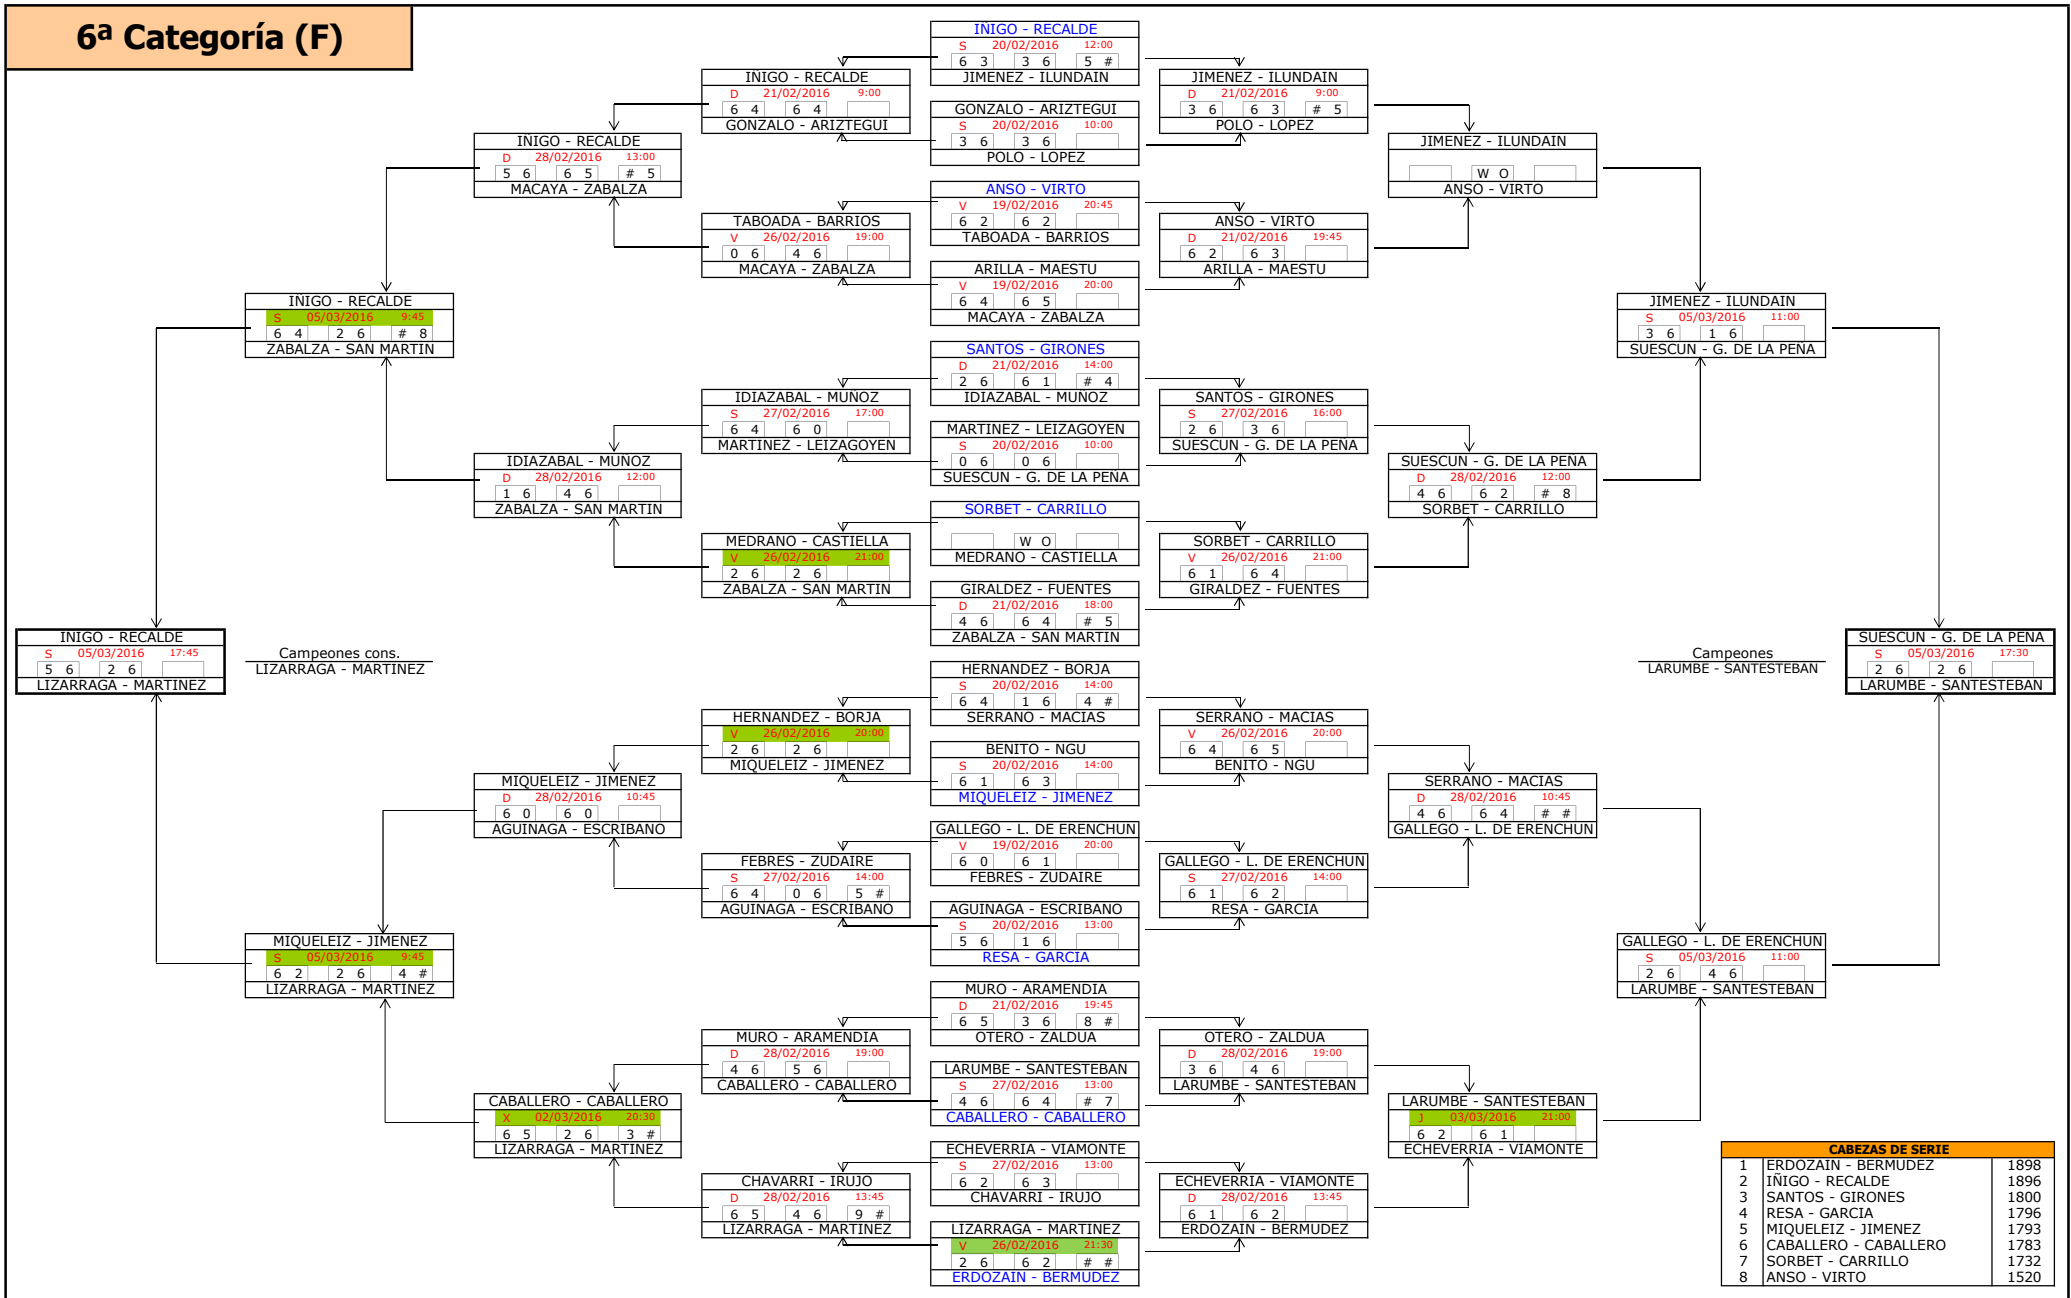 6ª Categoría (F)
IÑIGO - RECALDE
S 20/02/2016 12:00
6 3 3 6 5 #
JIMENEZ - ILUNDAIN
GONZALO - ARIZTEGUI
S 20/02/2016 10:00
3 6 3 6
POLO - LOPEZ
ANSO - VIRTO
V 19/02/2016 20:45
6 2 6 2
TABOADA - BARRIOS
ARILLA - MAESTU
V 19/02/2016 20:00
6 4 6 5
MACAYA - ZABALZA
SANTOS - GIRONES
D 21/02/2016 14:00
2 6 6 1 # 4
IDIAZABAL - MUÑOZ
MARTINEZ - LEIZAGOYEN
S 20/02/2016 10:00
0 6 0 6
SUESCUN - G. DE LA PEÑA
SORBET - CARRILLO
W O
MEDRANO - CASTIELLA
GIRALDEZ - FUENTES
D 21/02/2016 18:00
4 6 6 4 # 5
ZABALZA - SAN MARTIN
HERNANDEZ - BORJA
S 20/02/2016 14:00
6 4 1 6 4 #
SERRANO - MACIAS
BENITO - NGU
S 20/02/2016 14:00
6 1 6 3
MIQUELEIZ - JIMENEZ
GALLEGO - L. DE ERENCHUN
V 19/02/2016 20:00
6 0 6 1
FEBRES - ZUDAIRE
AGUINAGA - ESCRIBANO
S 20/02/2016 13:00
5 6 1 6
RESA - GARCIA
MURO - ARAMENDIA
D 21/02/2016 19:45
6 5 3 6 8 #
OTERO - ZALDUA
LARUMBE - SANTESTEBAN
S 27/02/2016 13:00
4 6 6 4 # 7
CABALLERO - CABALLERO
ECHEVERRIA - VIAMONTE
S 27/02/2016 13:00
6 2 6 3
CHAVARRI - IRUJO
LIZARRAGA - MARTINEZ
V 26/02/2016 21:30
2 6 6 2 # #
ERDOZAIN - BERMUDEZ
IÑIGO - RECALDE
D 21/02/2016 9:00
6 4 6 4
GONZALO - ARIZTEGUI
TABOADA - BARRIOS
V 26/02/2016 19:00
0 6 4 6
MACAYA - ZABALZA
IDIAZABAL - MUÑOZ
S 27/02/2016 17:00
6 4 6 0
MARTINEZ - LEIZAGOYEN
MEDRANO - CASTIELLA
V 26/02/2016 21:00
2 6 2 6
ZABALZA - SAN MARTIN
HERNANDEZ - BORJA
V 26/02/2016 20:00
2 6 2 6
MIQUELEIZ - JIMENEZ
FEBRES - ZUDAIRE
S 27/02/2016 14:00
6 4 0 6 5 #
AGUINAGA - ESCRIBANO
MURO - ARAMENDIA
D 28/02/2016 19:00
4 6 5 6
CABALLERO - CABALLERO
CHAVARRI - IRUJO
D 28/02/2016 13:45
6 5 4 6 9 #
LIZARRAGA - MARTINEZ
IÑIGO - RECALDE
D 28/02/2016 13:00
5 6 6 5 # 5
MACAYA - ZABALZA
IDIAZABAL - MUÑOZ
D 28/02/2016 12:00
1 6 4 6
ZABALZA - SAN MARTIN
MIQUELEIZ - JIMENEZ
D 28/02/2016 10:45
6 0 6 0
AGUINAGA - ESCRIBANO
CABALLERO - CABALLERO
X 02/03/2016 20:30
6 5 2 6 3 #
LIZARRAGA - MARTINEZ
IÑIGO - RECALDE
S 05/03/2016 9:45
6 4 2 6 # 8
ZABALZA - SAN MARTIN
MIQUELEIZ - JIMENEZ
S 05/03/2016 9:45
6 2 2 6 4 #
LIZARRAGA - MARTINEZ
IÑIGO - RECALDE
S 05/03/2016 17:45
5 6 2 6
LIZARRAGA - MARTINEZ
Campeones cons.
LIZARRAGA - MARTINEZ
JIMENEZ - ILUNDAIN
D 21/02/2016 9:00
3 6 6 3 # 5
POLO - LOPEZ
ANSO - VIRTO
D 21/02/2016 19:45
6 2 6 3
ARILLA - MAESTU
SANTOS - GIRONES
S 27/02/2016 16:00
2 6 3 6
SUESCUN - G. DE LA PEÑA
SORBET - CARRILLO
V 26/02/2016 21:00
6 1 6 4
GIRALDEZ - FUENTES
SERRANO - MACIAS
V 26/02/2016 20:00
6 4 6 5
BENITO - NGU
GALLEGO - L. DE ERENCHUN
S 27/02/2016 14:00
6 1 6 2
RESA - GARCIA
OTERO - ZALDUA
D 28/02/2016 19:00
3 6 4 6
LARUMBE - SANTESTEBAN
ECHEVERRIA - VIAMONTE
D 28/02/2016 13:45
6 1 6 2
ERDOZAIN - BERMUDEZ
JIMENEZ - ILUNDAIN
W O
ANSO - VIRTO
SUESCUN - G. DE LA PEÑA
D 28/02/2016 12:00
4 6 6 2 # 8
SORBET - CARRILLO
SERRANO - MACIAS
D 28/02/2016 10:45
4 6 6 4 # #
GALLEGO - L. DE ERENCHUN
LARUMBE - SANTESTEBAN
J 03/03/2016 21:00
6 2 6 1
ECHEVERRIA - VIAMONTE
JIMENEZ - ILUNDAIN
S 05/03/2016 11:00
3 6 1 6
SUESCUN - G. DE LA PEÑA
GALLEGO - L. DE ERENCHUN
S 05/03/2016 11:00
2 6 4 6
LARUMBE - SANTESTEBAN
Campeones
LARUMBE - SANTESTEBAN
SUESCUN - G. DE LA PEÑA
S 05/03/2016 17:30
2 6 2 6
LARUMBE - SANTESTEBAN
CABEZAS DE SERIE
1 ERDOZAIN - BERMUDEZ 1898
2 IÑIGO - RECALDE 1896
3 SANTOS - GIRONES 1800
4 RESA - GARCIA 1796
5 MIQUELEIZ - JIMENEZ 1793
6 CABALLERO - CABALLERO 1783
7 SORBET - CARRILLO 1732
8 ANSO - VIRTO 1520